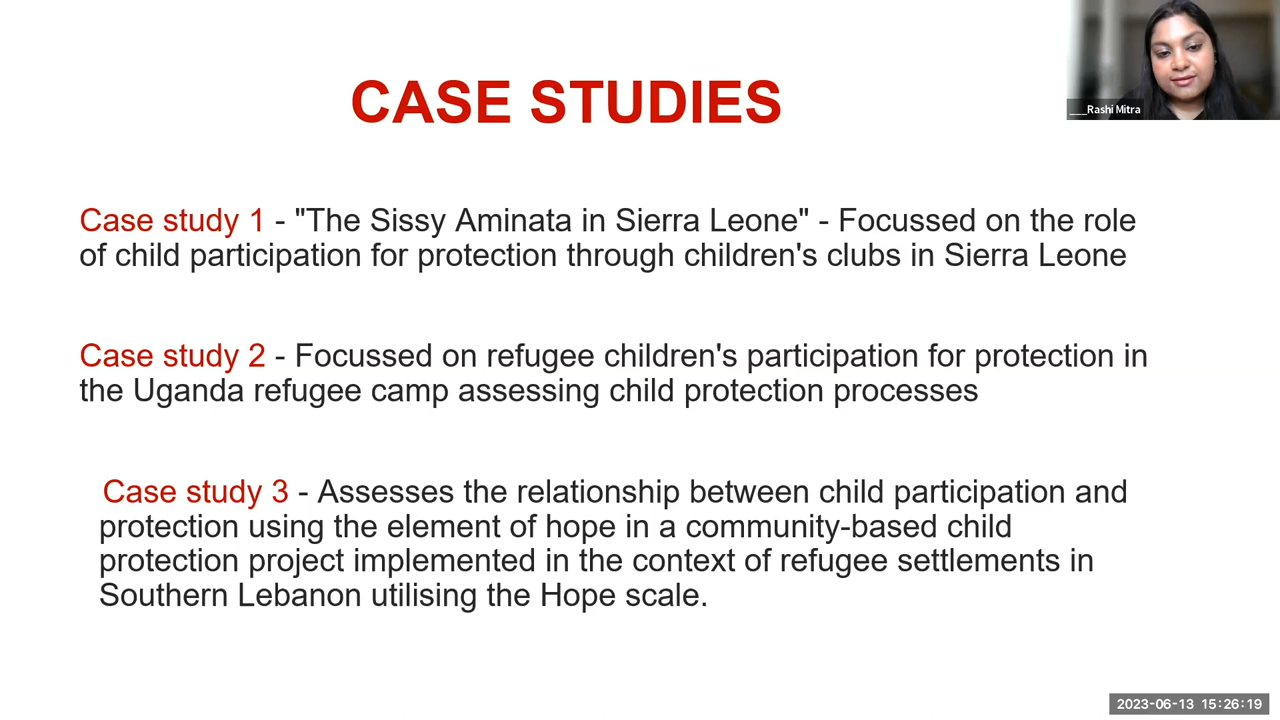 CASE STUDIES
___Rashi Mitra
Case study 1 - "The Sissy Aminata in Sierra Leone" - Focussed on the role
of child participation for protection through children's clubs in Sierra Leone
Case study 2 - Focussed on refugee children's participation for protection in
the Uganda refugee camp assessing child protection processes
Case study 3 - Assesses the relationship between child participation and
protection using the element of hope in a community-based child
protection project implemented in the context of refugee settlements in
Southern Lebanon utilising the Hope scale.
2023-06-13 15:26:19